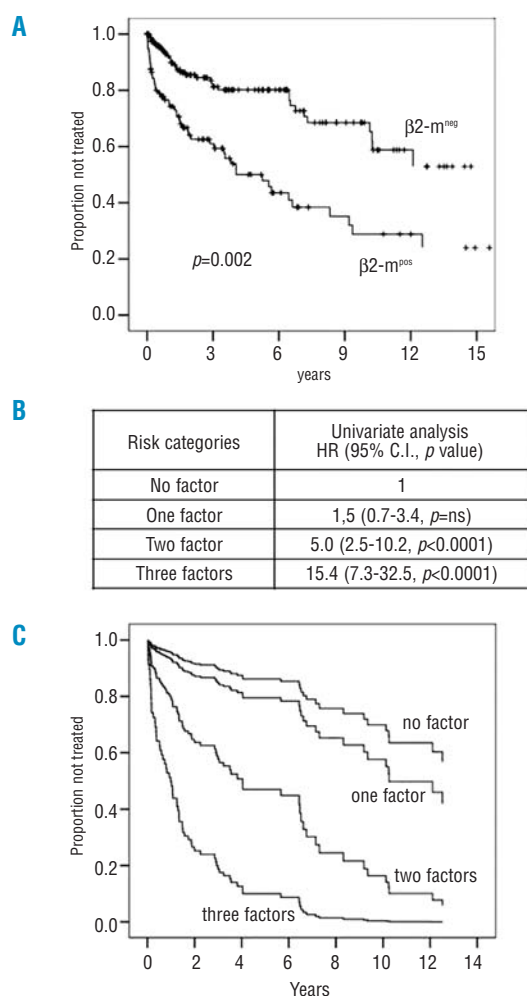 A
1.0
0.8
0.6
0.4
0.2
0.0
Proportion not treated
β2-mneg
β2-mpos
p=0.002
0 3 6 9 12 15
years
B
Risk categories
Univariate analysis
HR (95% C.I., p value)
No factor
1
One factor
1,5 (0.7-3.4, p=ns)
Two factor
5.0 (2.5-10.2, p<0.0001)
Three factors
15.4 (7.3-32.5, p<0.0001)
C
1.0
0.8
0.6
0.4
0.2
0.0
Proportion not treated
no factor
one factor
two factors
three factors
0 2 4 6 8 10 12 14
Years